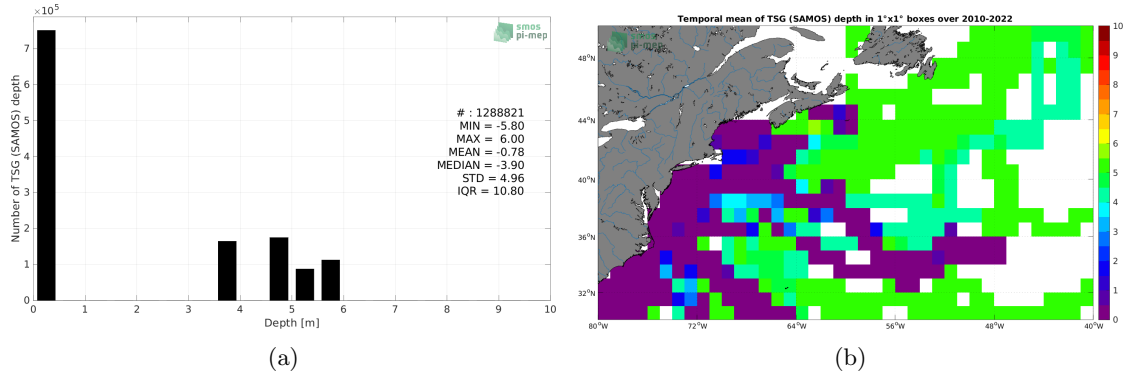 ×10⁵
smos
pi-mep
7
6
5
4
3
2
1
0
Number of TSG (SAMOS) depth
# : 1288821
MIN = -5.80
MAX = 6.00
MEAN = -0.78
MEDIAN = -3.90
STD = 4.96
IQR = 10.80
0 1 2 3 4 5 6 7 8 9 10
Depth [m]
(a)
Temporal mean of TSG (SAMOS) depth in 1°x1° boxes over 2010-2022
smos
pi-mep
48°N
44°N
40°N
36°N
32°N
80°W 72°W 64°W 56°W 48°W 40°W
10
9
8
7
6
5
4
3
2
1
0
(b)